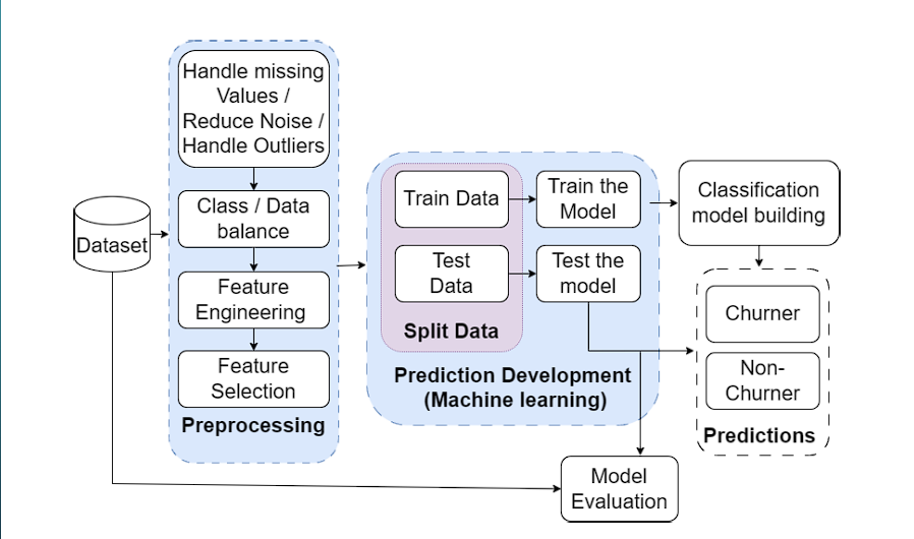 Handle missing
Values /
Reduce Noise /
Handle Outliers
Class / Data
balance
Feature
Engineering
Feature
Selection
Preprocessing
Dataset
Train Data
Train the
Model
Test
Data
Test the
model
Split Data
Prediction Development
(Machine learning)
Classification
model building
Churner
Non-
Churner
Predictions
Model
Evaluation